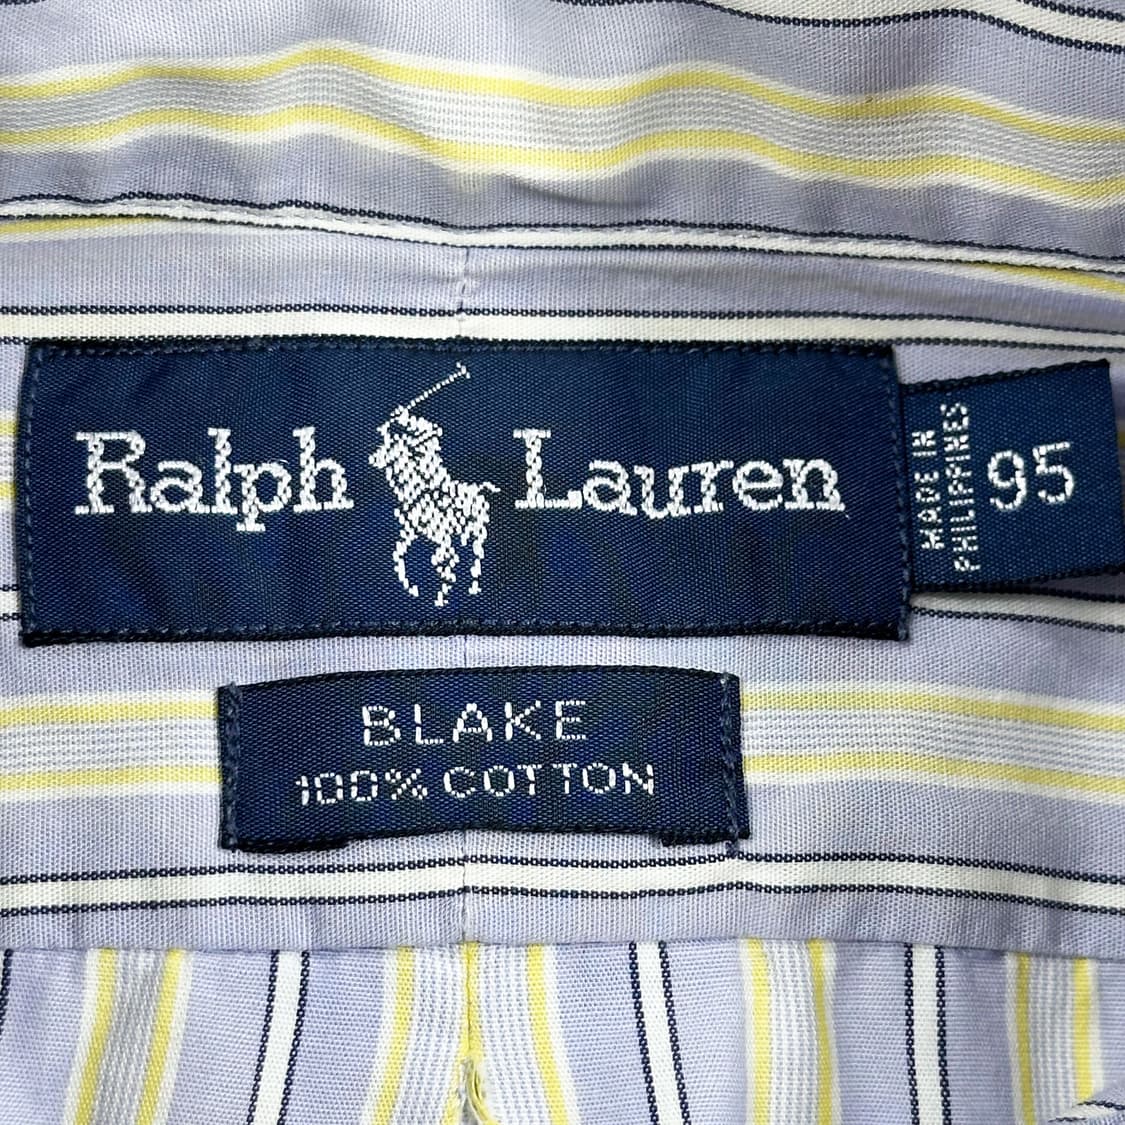 Ralph Lauren
MADE IN
PHILIPPINES
95
BLAKE
100% COTTON